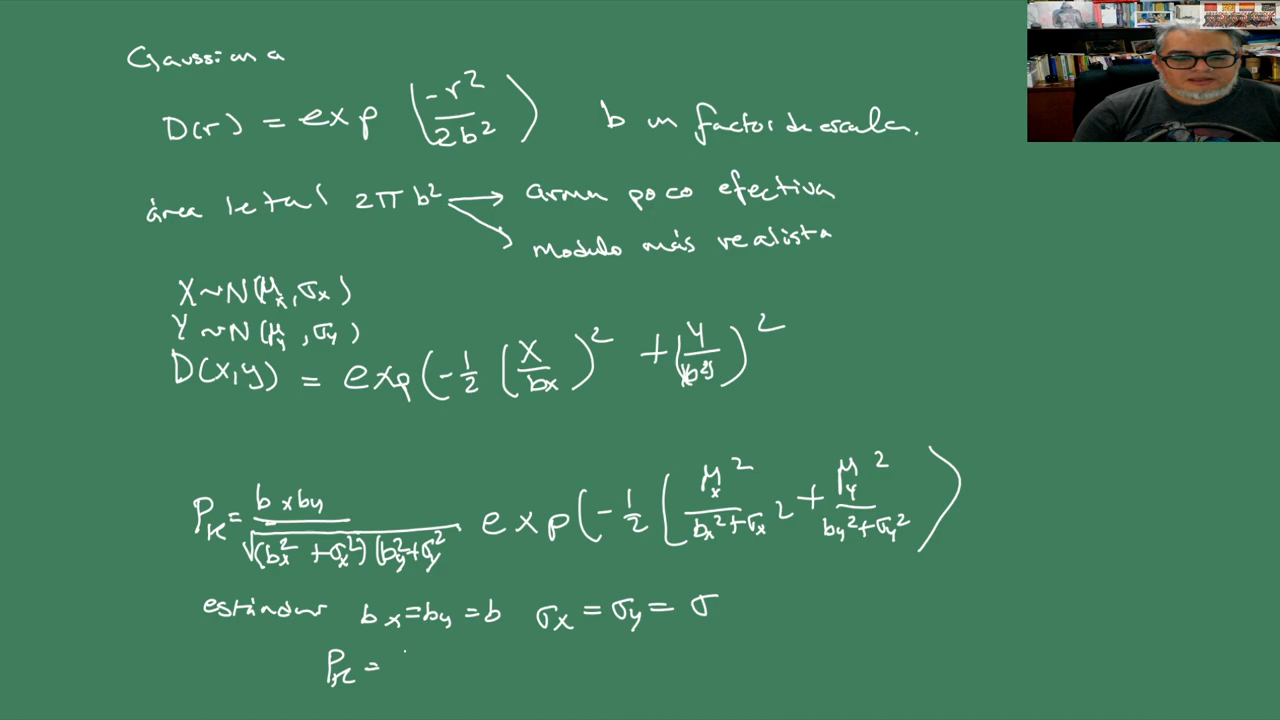 Gaussiana
D(r) = exp (-r²/2b²) b un factor de escala.
área letal 2πb² → arma poco efectiva
modulo más realista
X~N(μx,σx)
Y~N(μy,σy)
D(x,y) = exp(-1/2 (x/bx)² + (y/by))²
PK = bxby/√(bx²+σx²)(by²+σy²) exp(-1/2 [μx²/bx²+σx² + μy²/by²+σy²)
estándar bx=by=b σx=σy=σ
PK =